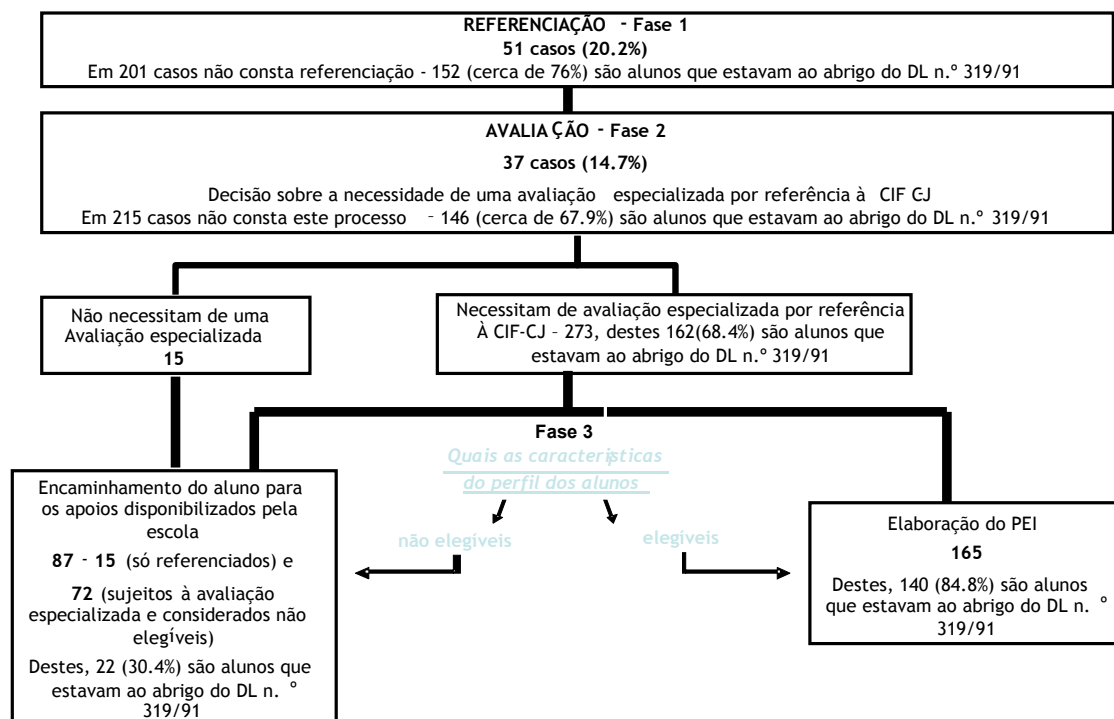 REFERENCIAÇÃO - Fase 1
51 casos (20.2%)
Em 201 casos não consta referenciação - 152 (cerca de 76%) são alunos que estavam ao abrigo do DL n.º 319/91
AVALIAÇÃO - Fase 2
37 casos (14.7%)
Decisão sobre a necessidade de uma avaliação especializada por referência à CIF CJ
Em 215 casos não consta este processo - 146 (cerca de 67.9%) são alunos que estavam ao abrigo do DL n.º 319/91
Não necessitam de uma
Avaliação especializada
15
Necessitam de avaliação especializada por referência
À CIF-CJ - 273, destes 162(68.4%) são alunos que
estavam ao abrigo do DL n.º 319/91
Fase 3
Quais as características
do perfil dos alunos
não elegíveis
elegíveis
Encaminhamento do aluno para
os apoios disponibilizados pela
escola
87 - 15 (só referenciados) e
72 (sujeitos à avaliação
especializada e considerados não
elegíveis)
Destes, 22 (30.4%) são alunos que
estavam ao abrigo do DL n. º
319/91
Elaboração do PEI
165
Destes, 140 (84.8%) são alunos
que estavam ao abrigo do DL n. º
319/91